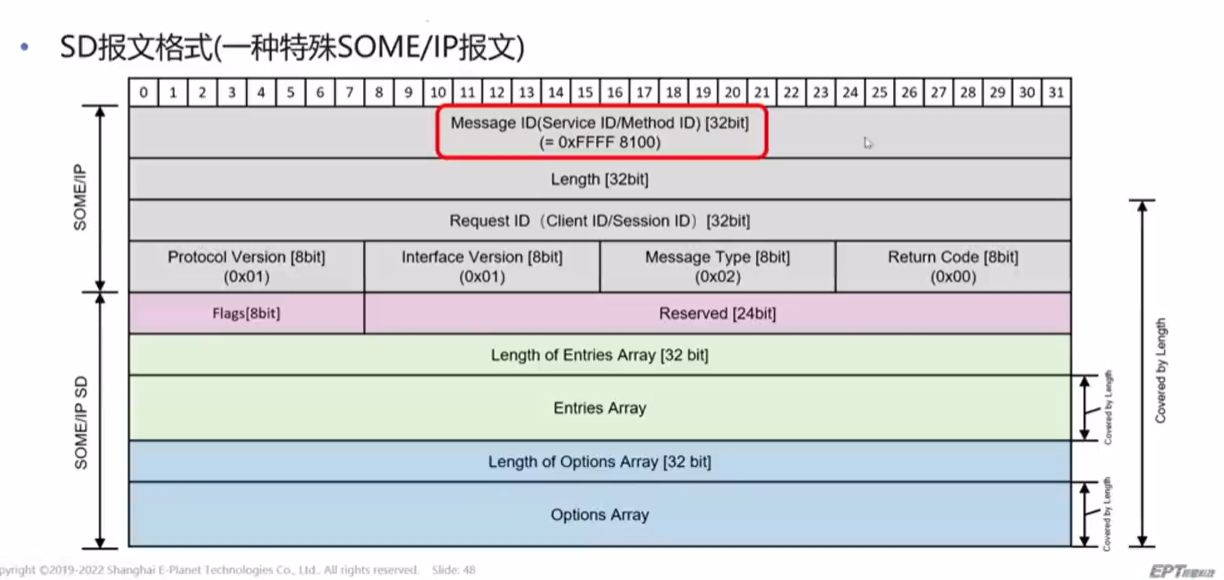 • SD报文格式(一种特殊SOME/IP报文)
0 1 2 3 4 5 6 7 8 9 10 11 12 13 14 15 16 17 18 19 20 21 22 23 24 25 26 27 28 29 30 31
Message ID(Service ID/Method ID) [32bit]
(= 0xFFFF 8100)
Length [32bit]
Request ID（Client ID/Session ID）[32bit]
Protocol Version [8bit]
(0x01)
Interface Version [8bit]
(0x01)
Message Type [8bit]
(0x02)
Return Code [8bit]
(0x00)
SOME/IP
Flags[8bit]
Reserved [24bit]
Length of Entries Array [32 bit]
Entries Array
Covered by Length
Length of Options Array [32 bit]
Options Array
Covered by Length
SOME/IP SD
Covered by Length
pyright ©2019-2022 Shanghai E-Planet Technologies Co., Ltd.. All rights reserved. Slide: 48
EPT